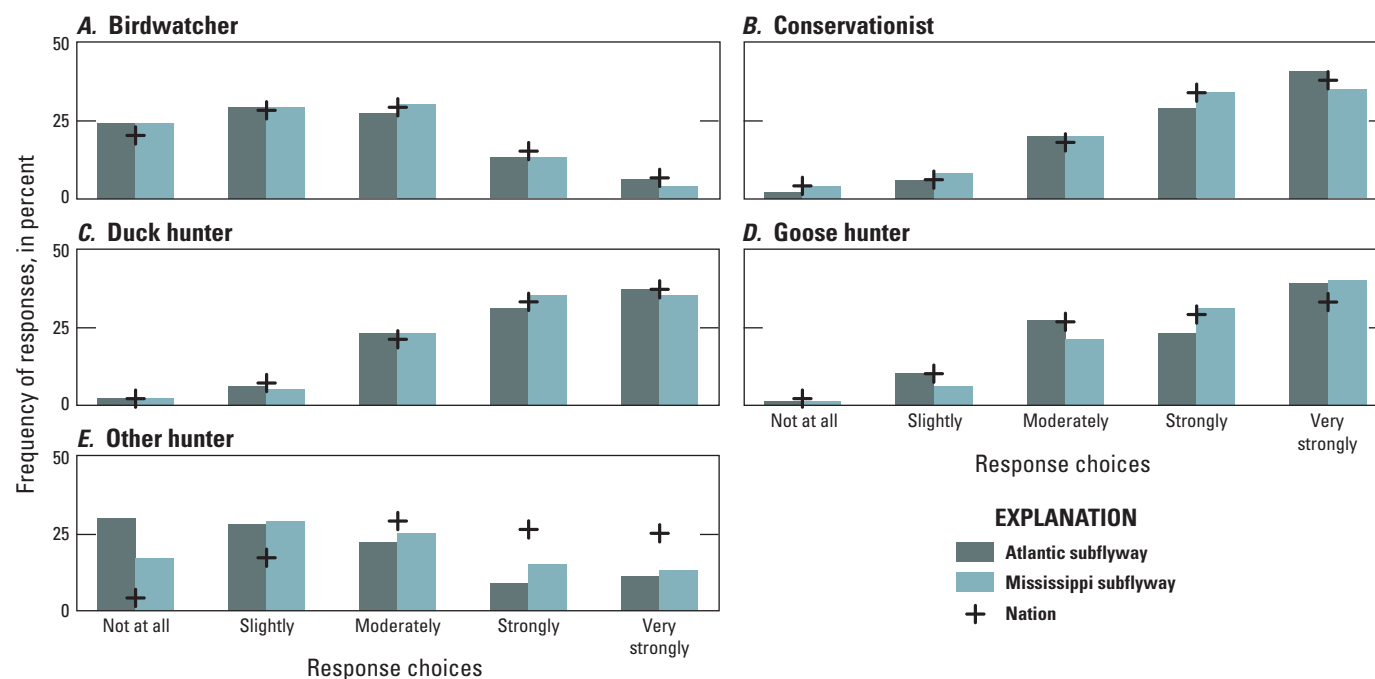 A. Birdwatcher
50
25
0
B. Conservationist
C. Duck hunter
50
25
0
D. Goose hunter
Not at all
Slightly
Moderately
Strongly
Very
strongly
Response choices
E. Other hunter
50
25
0
Not at all
Slightly
Moderately
Strongly
Very
strongly
Response choices
Frequency of responses, in percent
EXPLANATION
Atlantic subflyway
Mississippi subflyway
Nation